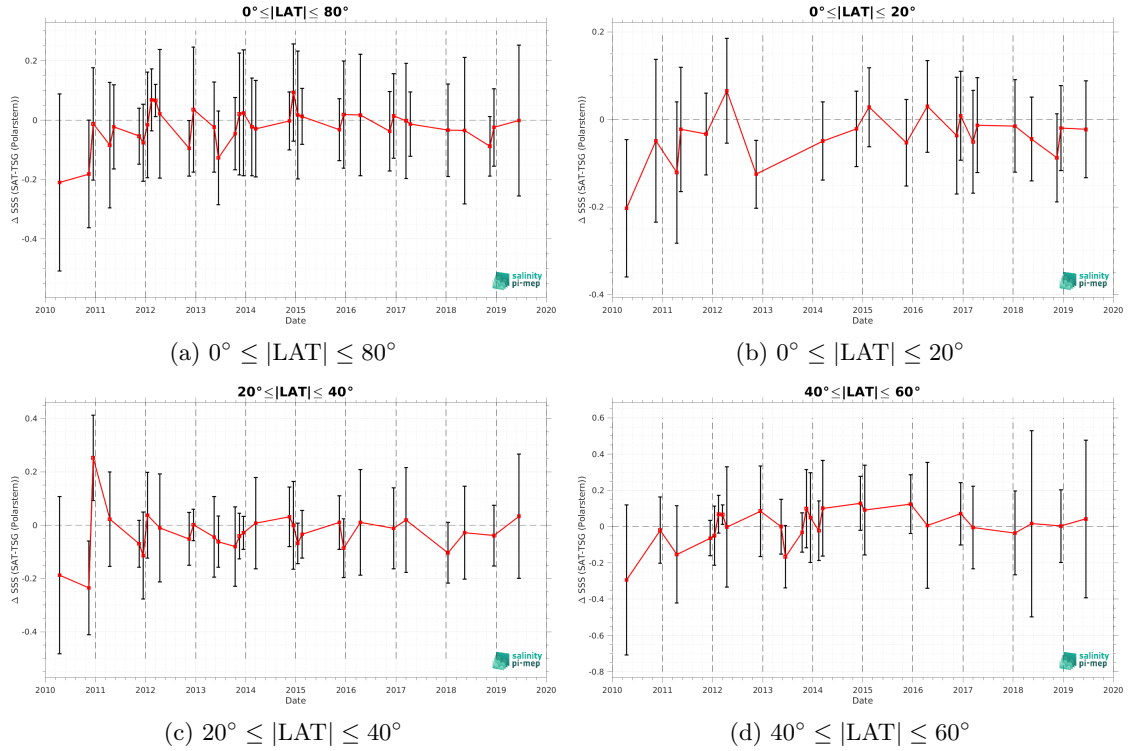 0°≤|LAT|≤ 80°
Δ SSS (SAT-TSG (Polarstern))
0.2
0
-0.2
-0.4
2010 2011 2012 2013 2014 2015 2016 2017 2018 2019 2020
Date
salinity
pi-mep
(a) 0° ≤ |LAT| ≤ 80°
0°≤|LAT|≤ 20°
Δ SSS (SAT-TSG (Polarstern))
0.2
0
-0.2
-0.4
2010 2011 2012 2013 2014 2015 2016 2017 2018 2019 2020
Date
salinity
pi-mep
(b) 0° ≤ |LAT| ≤ 20°
20°≤|LAT|≤ 40°
Δ SSS (SAT-TSG (Polarstern))
0.4
0.2
0
-0.2
-0.4
2010 2011 2012 2013 2014 2015 2016 2017 2018 2019 2020
Date
salinity
pi-mep
(c) 20° ≤ |LAT| ≤ 40°
40°≤|LAT|≤ 60°
Δ SSS (SAT-TSG (Polarstern))
0.6
0.4
0.2
0
-0.2
-0.4
-0.6
-0.8
2010 2011 2012 2013 2014 2015 2016 2017 2018 2019 2020
Date
salinity
pi-mep
(d) 40° ≤ |LAT| ≤ 60°